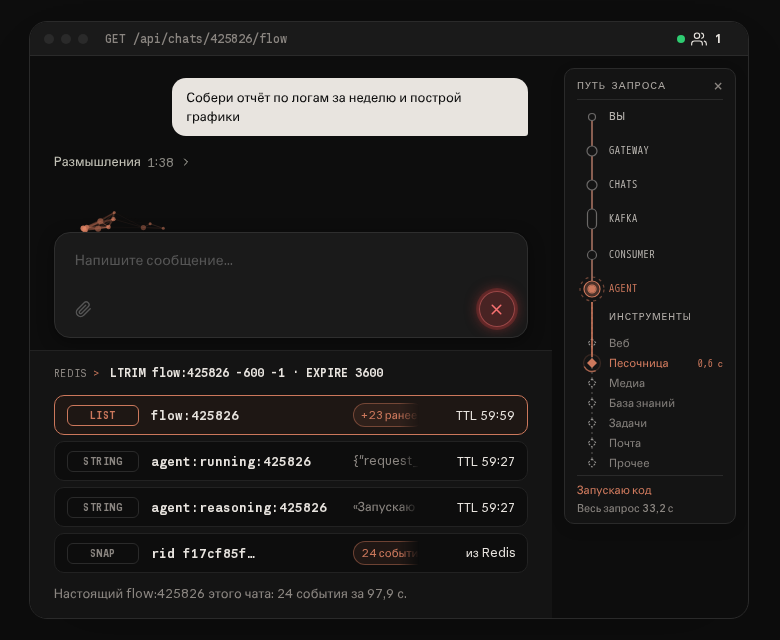 GET /api/chats/425826/flow
1
Собери отчёт по логам за неделю и построй
графики
Размышления 1:38 >
Напишите сообщение…
REDIS > LTRIM flow:425826 -600 -1 · EXPIRE 3600
LIST flow:425826 +23 ранее TTL 59:59
STRING agent:running:425826 {"request_ TTL 59:27
STRING agent:reasoning:425826 «Запускаю TTL 59:27
SNAP rid f17cf85f… 24 событи из Redis
Настоящий flow:425826 этого чата: 24 события за 97,9 с.
ПУТЬ ЗАПРОСА ×
ВЫ
GATEWAY
CHATS
KAFKA
CONSUMER
AGENT
ИНСТРУМЕНТЫ
Веб
Песочница 0,6 с
Медиа
База знаний
Задачи
Почта
Прочее
Запускаю код
Весь запрос 33,2 с